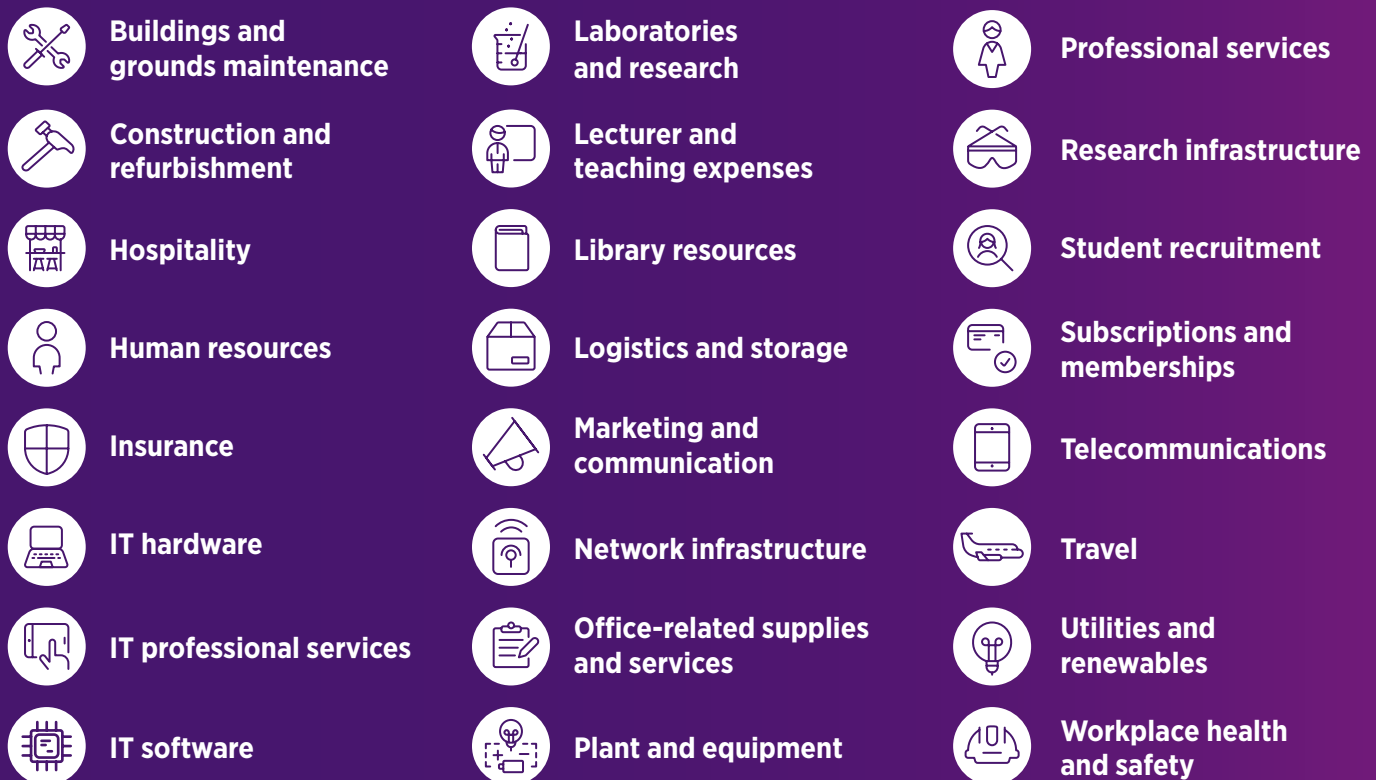 Buildings and
grounds maintenance
Construction and
refurbishment
Hospitality
Human resources
Insurance
IT hardware
IT professional services
IT software
Laboratories
and research
Lecturer and
teaching expenses
Library resources
Logistics and storage
Marketing and
communication
Network infrastructure
Office-related supplies
and services
Plant and equipment
Professional services
Research infrastructure
Student recruitment
Subscriptions and
memberships
Telecommunications
Travel
Utilities and
renewables
Workplace health
and safety